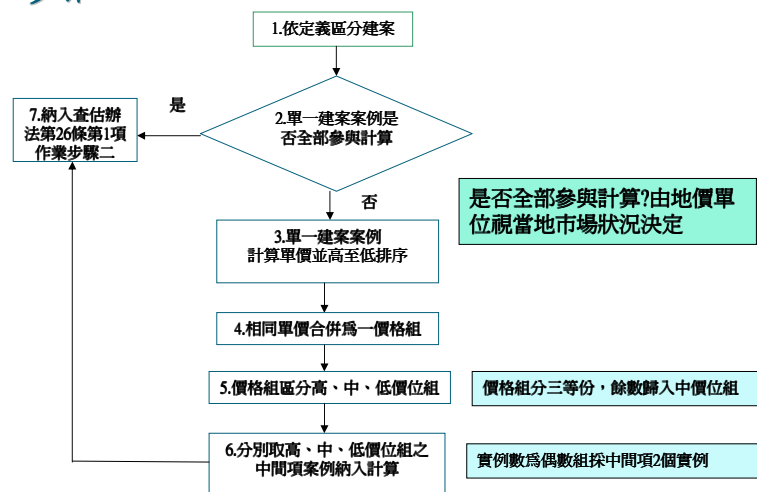 1.依定義區分建案
是
7.納入查估辦
法第26條第1項
作業步驟二
2.單一建案案例是
否全部參與計算
否
是否全部參與計算?由地價單
位視當地市場狀況決定
3.單一建案案例
計算單價並高至低排序
4.相同單價合併為一價格組
5.價格組區分高、中、低價位組
價格組分三等份，餘數歸入中價位組
6.分別取高、中、低價位組之
中間項案例納入計算
實例數為偶數組採中間項2個實例